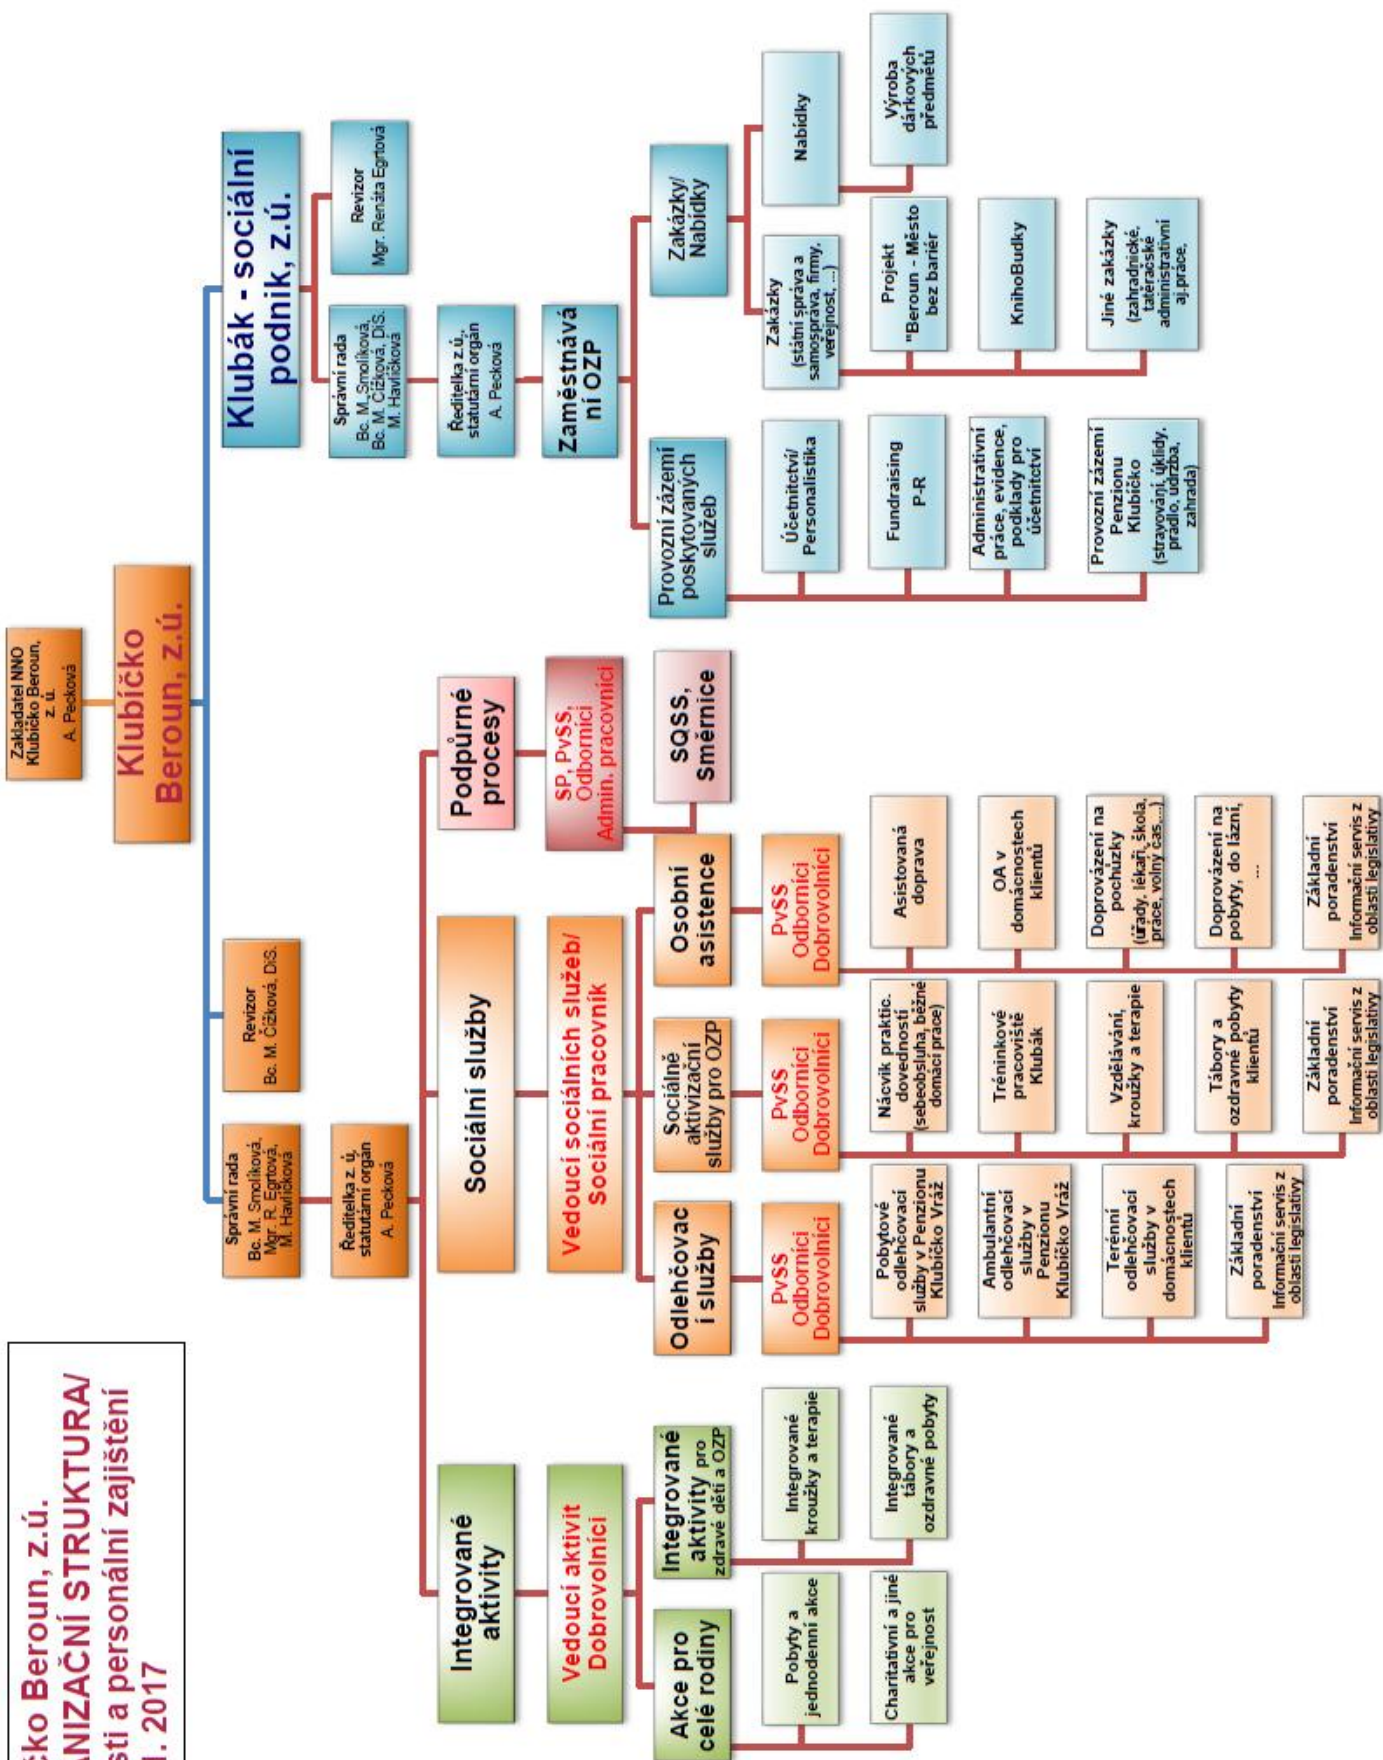 čko Beroun, z.ú.
ANIZAČNÍ STRUKTURA/
sti a personální zajištění
1. 2017
Zakladatel NNO
Klubíčko Beroun,
z. ú.
A. Pecková
Klubíčko
Beroun, z.ú.
Správní rada
Bc. M. Smolíková,
Mgr. R. Egrtová,
M. Havlíčková
Revizor
Bc. M. Čížková, DiS.
Ředitelka z. ú,
statutární orgán
A. Pecková
Klubák - sociální
podnik, z.ú.
Správní rada
Bc. M. Smolíková,
Bc. M. Čížková, DiS.
M. Havlíčková
Revizor
Mgr. Renáta Egrtová
Ředitelka z.ú.,
statutární orgán
A. Pecková
Zaměstnává
ní OZP
Integrované
aktivity
Vedoucí aktivit
Dobrovolníci
Akce pro
celé rodiny
Pobyty a
jednodenní akce
Charitativní a jiné
akce pro
veřejnost
Integrované
aktivity pro
zdravé děti a OZP
Integrované
kroužky a terapie
Integrované
tábory a
ozdravné pobyty
Sociální služby
Vedoucí sociálních služeb/
Sociální pracovník
Odlehčovac
í služby
PvSS
Odborníci
Dobrovolníci
Pobytové
odlehčovací
služby v Penzionu
Klubíčko Vráž
Ambulantní
odlehčovací
služby v
Penzionu
Klubíčko Vráž
Terénní
odlehčovací
služby v
domácnostech
klientů
Základní
poradenství
Informační servis z
oblasti legislativy
Sociálně
aktivizační
služby pro OZP
PvSS
Odborníci
Dobrovolníci
Nácvik praktic.
dovedností
(sebeobsluha, běžné
domácí práce)
Tréninkové
pracoviště
Klubák
Vzdělávání,
kroužky a terapie
Tábory a
ozdravné pobyty
klientů
Základní
poradenství
Informační servis z
oblasti legislativy
Osobní
asistence
PvSS
Odborníci
Dobrovolníci
Asistovaná
doprava
OA v
domácnostech
klientů
Doprovázení na
pochůzky
(úřady, lékaři, škola,
práce, volný čas,...)
Doprovázení na
pobyty, do lázní,
...
Základní
poradenství
Informační servis z
oblasti legislativy
Podpůrné
procesy
SP, PvSS,
Odborníci
Admin. pracovníci
SQSS,
Směrnice
Provozní zázemí
poskytovaných
služeb
Účetnitctví/
Personalistika
Fundraising
P-R
Administrativní
práce, evidence,
podklady pro
účetnitctví
Provozní zázemí
Penzionu
Klubíčko
(stravování, úklidy,
prádlo, údržba,
zahrada)
Zakázky/
Nabídky
Zakázky
(státní správa a
samospráva, firmy,
veřejnost, ...)
Projekt
"Beroun - Město
bez bariér
KnihoBudky
Jiné zakázky
(zahradnické,
tatéračské
administrativní
aj.práce,
Nabídky
Výroba
dárkových
předmětů